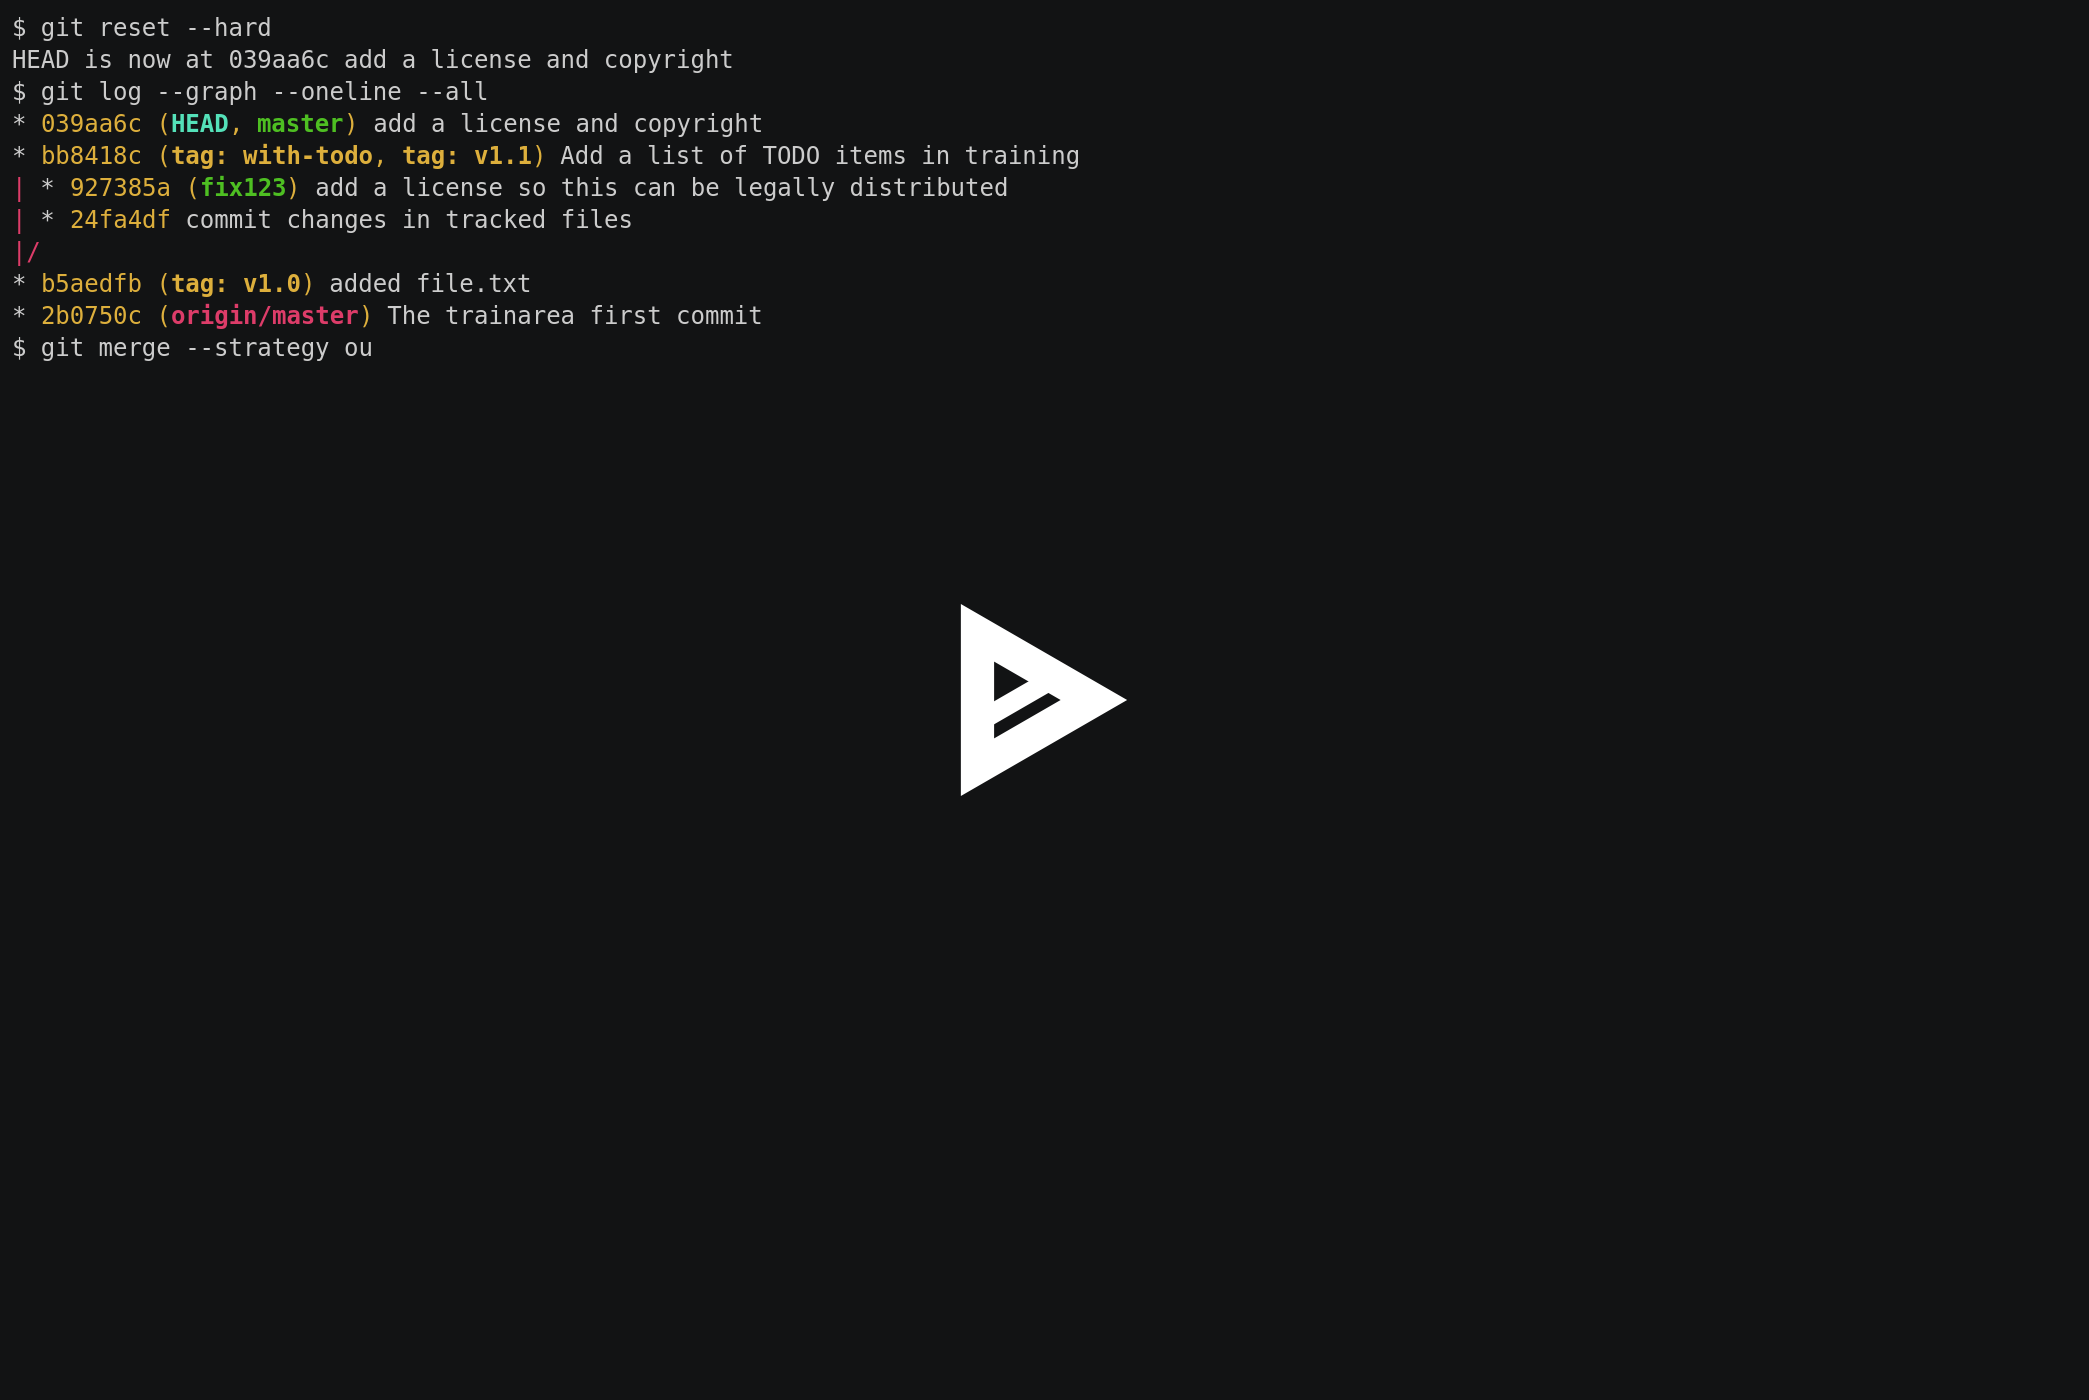 $ git reset --hard
HEAD is now at 039aa6c add a license and copyright
$ git log --graph --oneline --all
* 039aa6c (HEAD, master) add a license and copyright
* bb8418c (tag: with-todo, tag: v1.1) Add a list of TODO items in training
| * 927385a (fix123) add a license so this can be legally distributed
| * 24fa4df commit changes in tracked files
|/
* b5aedfb (tag: v1.0) added file.txt
* 2b0750c (origin/master) The trainarea first commit
$ git merge --strategy ou